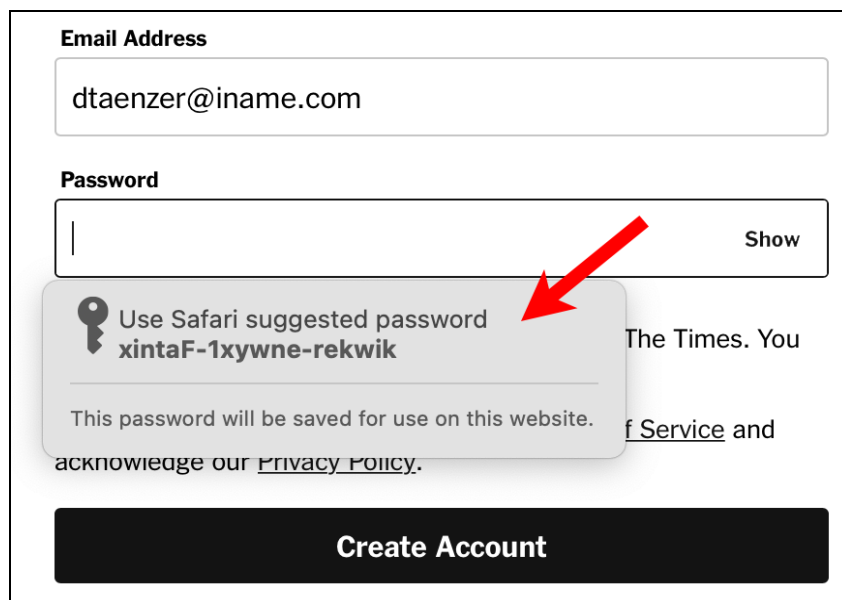 Email Address
dtaenzer@iname.com
Password
Show
Use Safari suggested password
xintaF-1xywne-rekwik
The Times. You
This password will be saved for use on this website.
f Service and
acknowledge our Privacy Policy.
Create Account